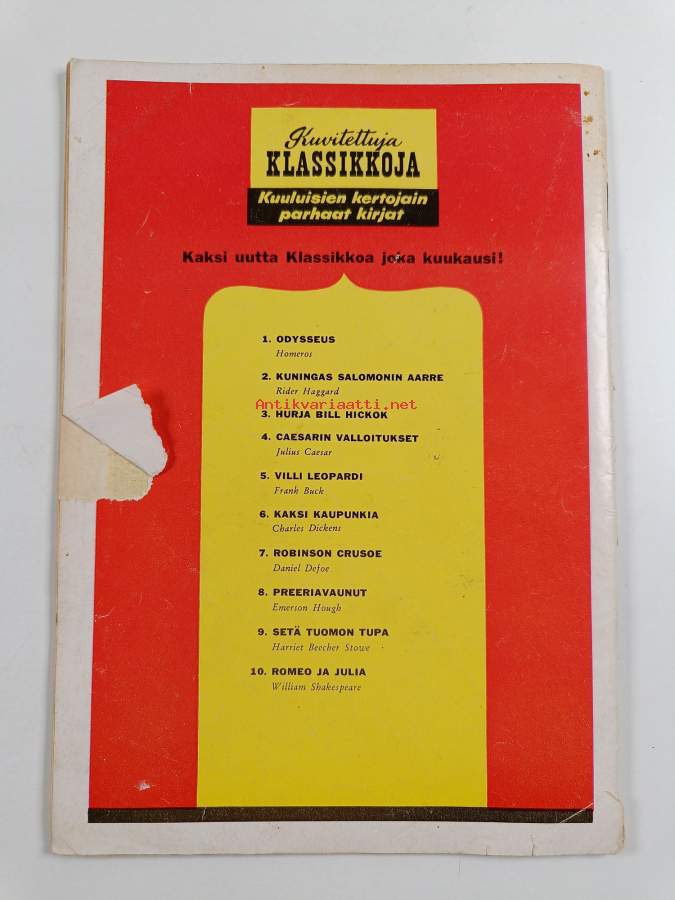 Kuvitettuja
KLASSIKKOJA
Kuuluisien kertojain
parhaat kirjat
Kaksi uutta Klassikkoa joka kuukausi!
1. ODYSSEUS
Homeros
2. KUNINGAS SALOMONIN AARRE
Rider Haggard
Antikvariaatti.net
3. HURJA BILL HICKOK
4. CAESARIN VALLOITUKSET
Julius Caesar
5. VILLI LEOPARDI
Frank Buck
6. KAKSI KAUPUNKIA
Charles Dickens
7. ROBINSON CRUSOE
Daniel Defoe
8. PREERIAVAUNUT
Emerson Hough
9. SETÄ TUOMON TUPA
Harriet Beecher Stowe
10. ROMEO JA JULIA
William Shakespeare